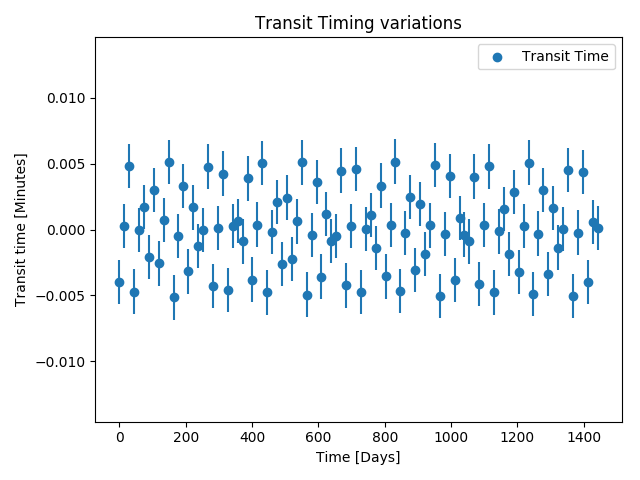 Transit Timing variations
Transit Time
Transit time [Minutes]
0.010
0.005
0.000
−0.005
−0.010
0 200 400 600 800 1000 1200 1400
Time [Days]